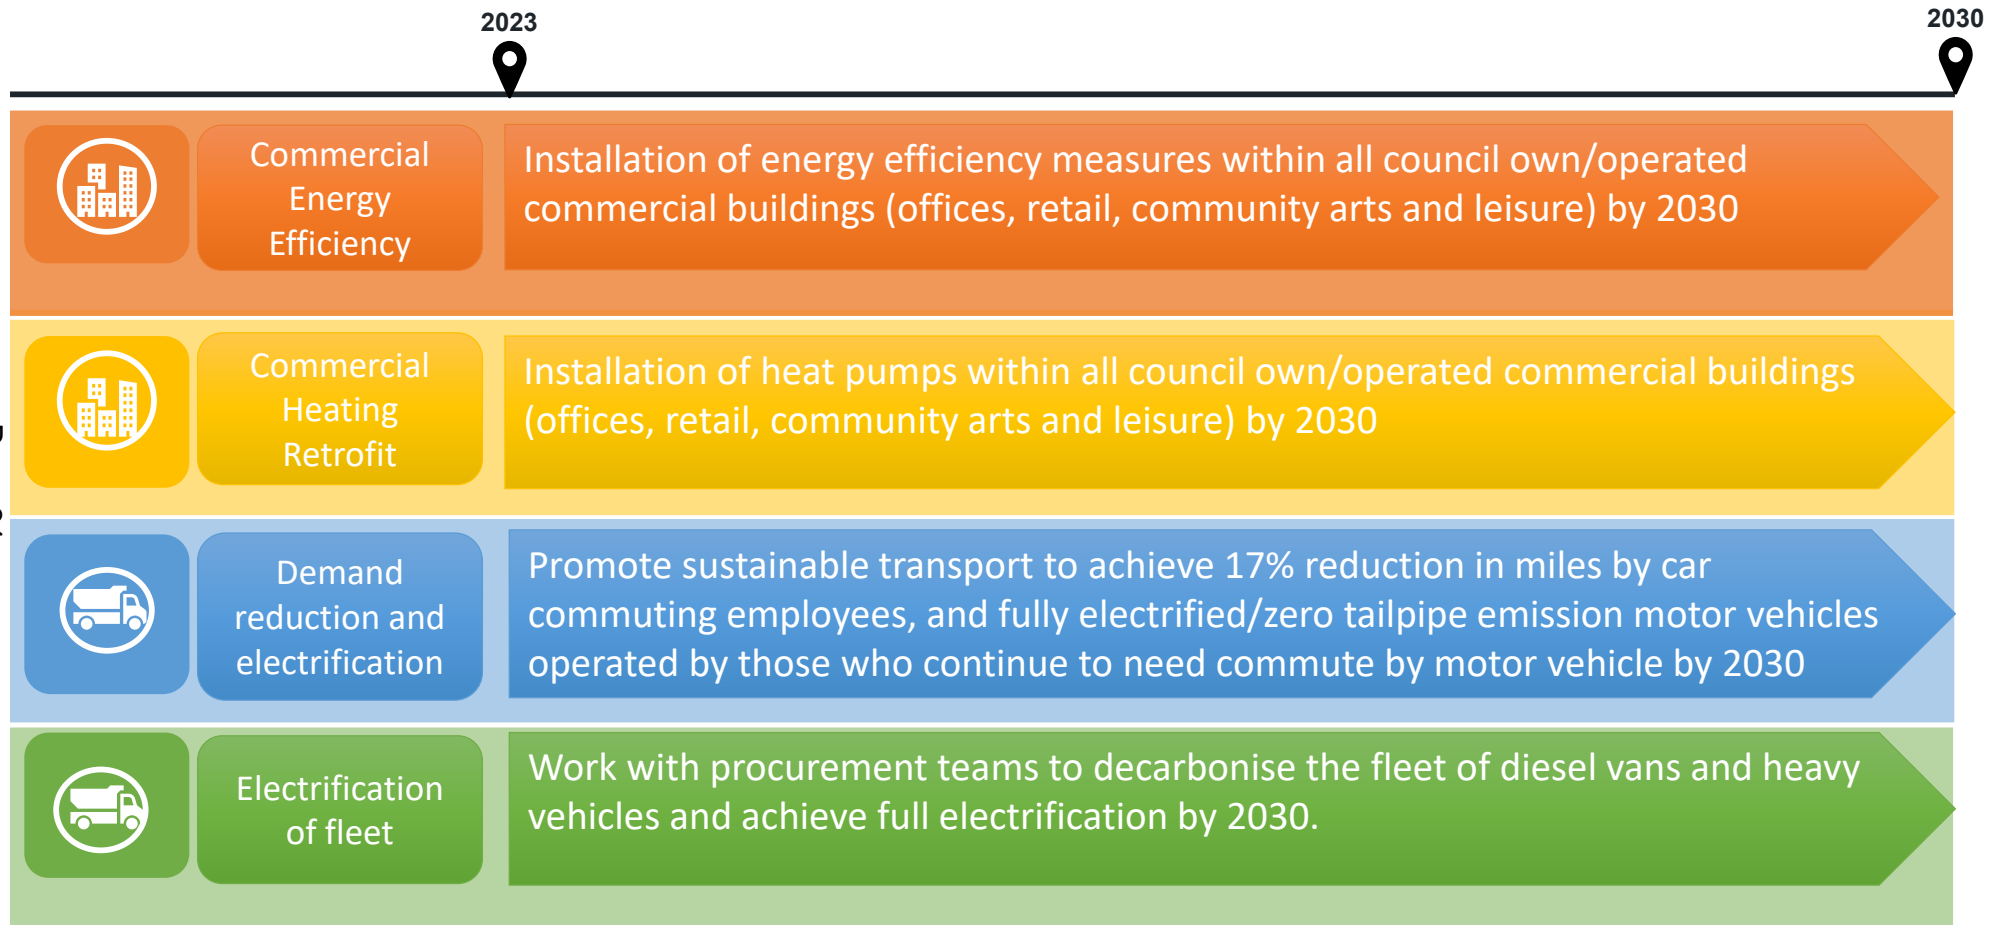 2023
2030
Commercial
Energy
Efficiency
Installation of energy efficiency measures within all council own/operated
commercial buildings (offices, retail, community arts and leisure) by 2030
Commercial
Heating
Retrofit
Installation of heat pumps within all council own/operated commercial buildings
(offices, retail, community arts and leisure) by 2030
Demand
reduction and
electrification
Promote sustainable transport to achieve 17% reduction in miles by car
commuting employees, and fully electrified/zero tailpipe emission motor vehicles
operated by those who continue to need commute by motor vehicle by 2030
Electrification
of fleet
Work with procurement teams to decarbonise the fleet of diesel vans and heavy
vehicles and achieve full electrification by 2030.